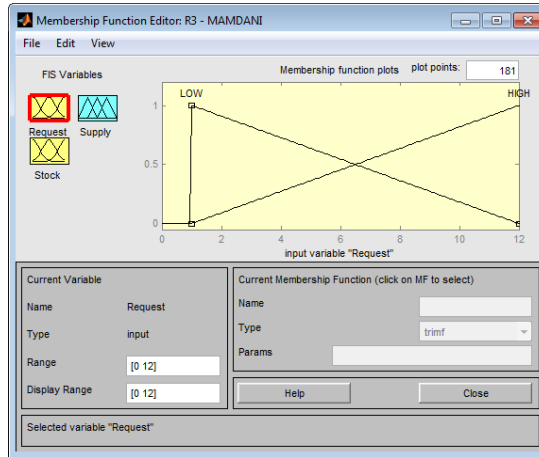 Membership Function Editor: R3 - MAMDANI
File Edit View
FIS Variables
Membership function plots plot points: 181
Request Supply
Stock
LOW HIGH
1
0.5
0
0 2 4 6 8 10 12
input variable "Request"
Current Variable
Name Request
Type input
Range [0 12]
Display Range [0 12]
Current Membership Function (click on MF to select)
Name
Type trimf
Params
Help Close
Selected variable "Request"